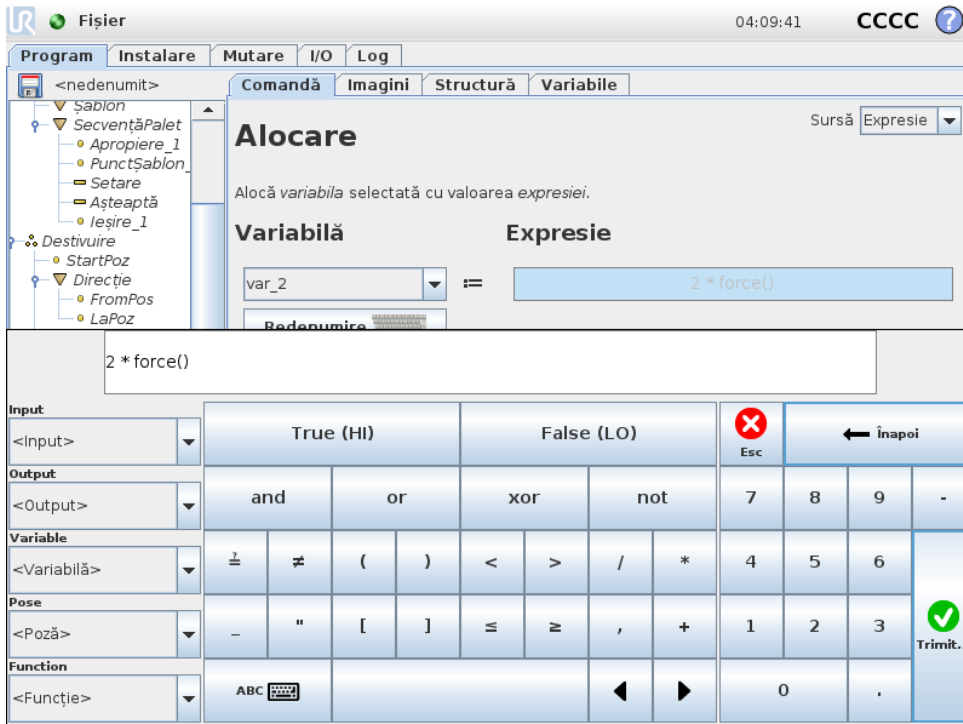 UR Fișier 04:09:41 CCCC ?
Program Instalare Mutare I/O Log
<nedenumit> Comandă Imagini Structură Variabile
Șablon
SecvențăPalet
Apropiere_1
PunctȘablon_
Setare
Așteaptă
Ieșire_1
Destivuire
StartPoz
Direcție
FromPos
LaPoz
Alocare
Sursă Expresie
Alocă variabila selectată cu valoarea expresiei.
Variabilă Expresie
var_2 := 2 * force()
Redenumire
2 * force()
Input
<Input>
Output
<Output>
Variable
<Variabilă>
Pose
<Poză>
Function
<Funcție>
True (HI) False (LO) Esc Înapoi
and or xor not 7 8 9 -
≟ ≠ ( ) < > / * 4 5 6
_ " [ ] ≤ ≥ , + 1 2 3 Trimit..
ABC 0 .